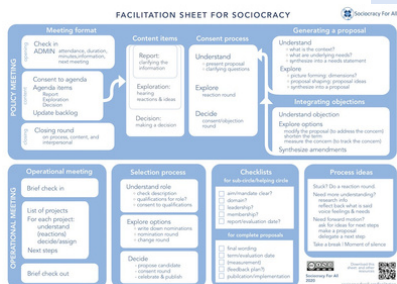 FACILITATION SHEET FOR SOCIOCRACY
Sociocracy For All
POLICY MEETING
Meeting format
opening
Check in
ADMIN attendance, duration,
minutes/information,
next meeting
content
Consent to agenda
Agenda items
Report
Exploration
Decision
Update backlog
closing
Closing round
on process, content, and
interpersonal
Content items
Report:
clarifying the
information
Exploration:
hearing
reactions & ideas
Decision:
making a decision
Consent process
Understand
present proposal
clarifying questions
Explore
reaction round
Decide
consent/objection
round
Generating a proposal
Understand
what is the context?
what are underlying needs?
synthesize into a needs statement
Explore
picture forming: dimensions?
proposal shaping: proposal ideas
synthesize into a proposal
Integrating objections
Understand objection
Explore options
modify the proposal (to address the concern)
shorten the term
measure the concern (to track the concern)
Synthesize amendments
OPERATIONAL MEETING
Operational meeting
Brief check in
List of projects
For each project:
understand
(reactions)
decide/assign
Next steps
Brief check out
Selection process
Understand role
check description
qualifications for role?
consent to qualifications
Explore options
write down nominations
nomination round
change round
Decide
propose candidate
consent round
celebrate & publish
Checklists
for sub-circle/helping circle
aim/mandate clear?
domain?
leadership?
membership?
report/evaluation date?
for complete proposals
final wording
term/evaluation date
(measurement)
(feedback plan?)
publication/implementation
Process ideas
Stuck? Do a reaction round.
Need more understanding?
research info
reflect back what is said
voice feelings & needs
Need forward motion?
ask for ideas for next steps
make a proposal
delegate a next step
Take a break / Moment of silence
Sociocracy For All
2020